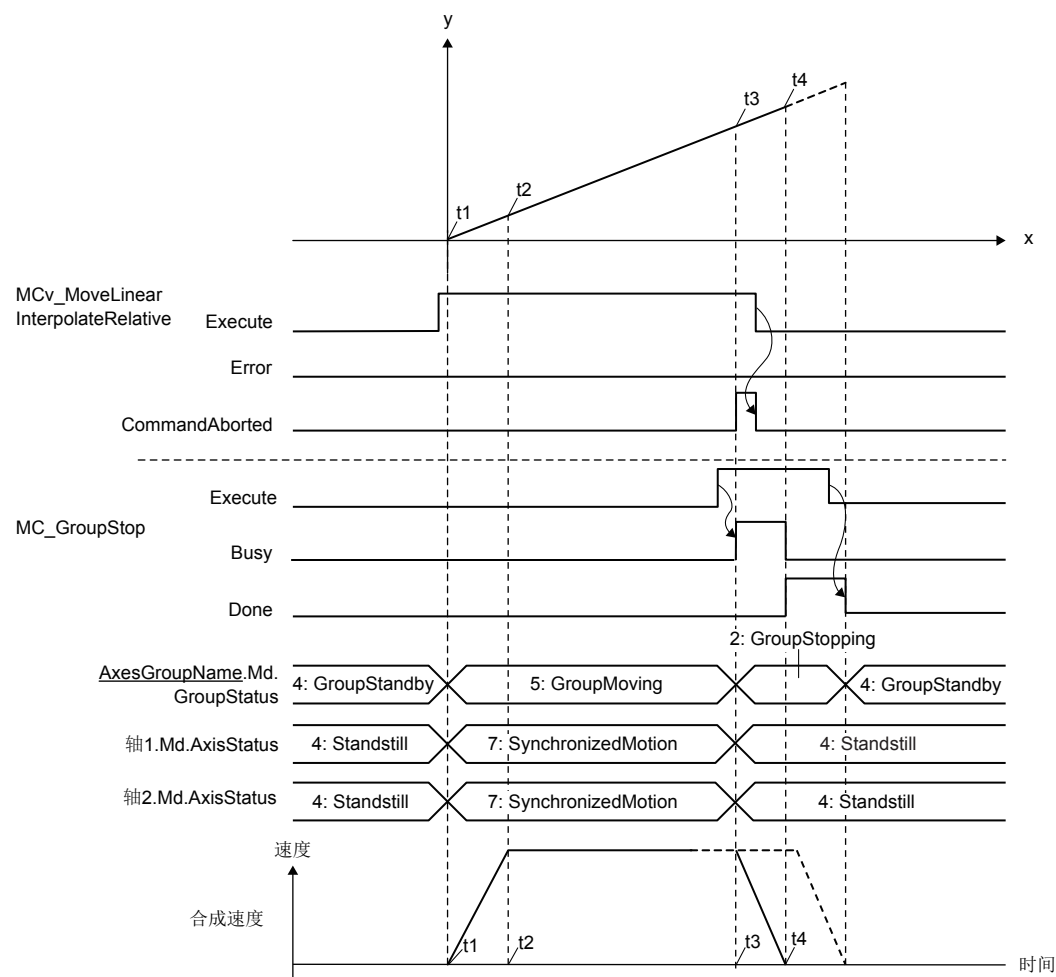 y
t4
t3
t2
t1
x
MCv_MoveLinear
InterpolateRelative
Execute
Error
CommandAborted
Execute
MC_GroupStop
Busy
Done
2: GroupStopping
AxesGroupName.Md.
GroupStatus
4: GroupStandby
5: GroupMoving
4: GroupStandby
轴1.Md.AxisStatus
4: Standstill
7: SynchronizedMotion
4: Standstill
轴2.Md.AxisStatus
4: Standstill
7: SynchronizedMotion
4: Standstill
速度
合成速度
t1
t2
t3
t4
时间